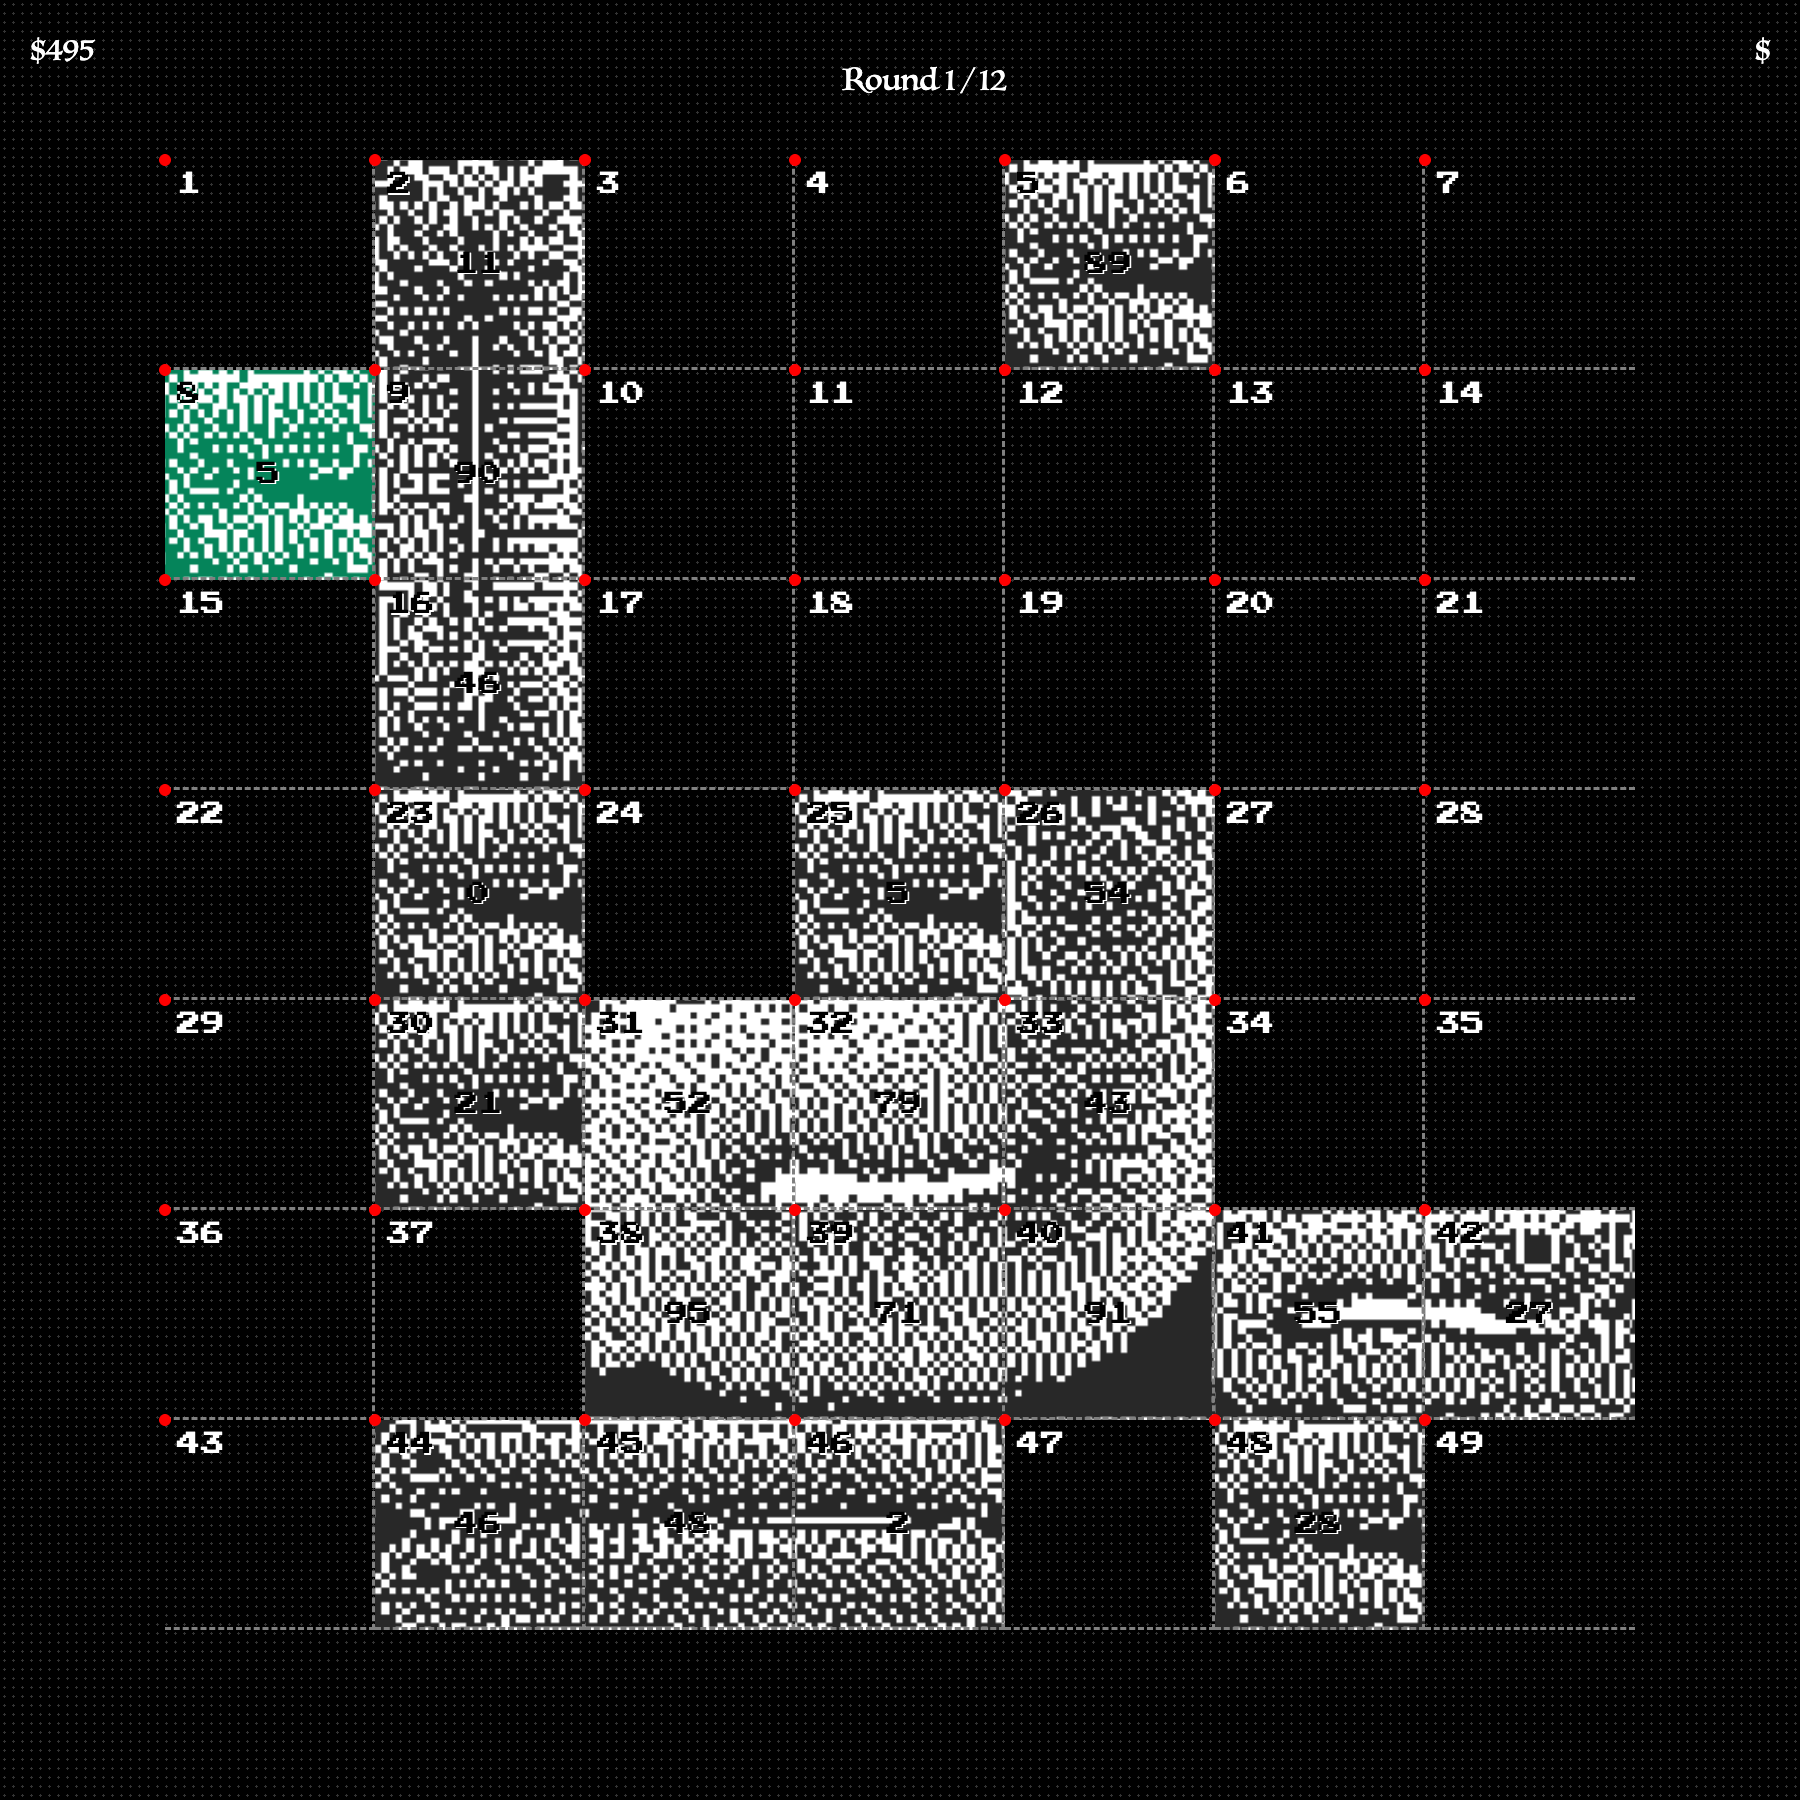 $495 $
Round 1 / 12
1 2 3 4 5 6 7
11 89
8 9 10 11 12 13 14
5 90
15 16 17 18 19 20 21
46
22 23 24 25 26 27 28
0 5 54
29 30 31 32 33 34 35
21 52 79 43
36 37 38 39 40 41 42
95 71 91 55 27
43 44 45 46 47 48 49
46 48 2 28